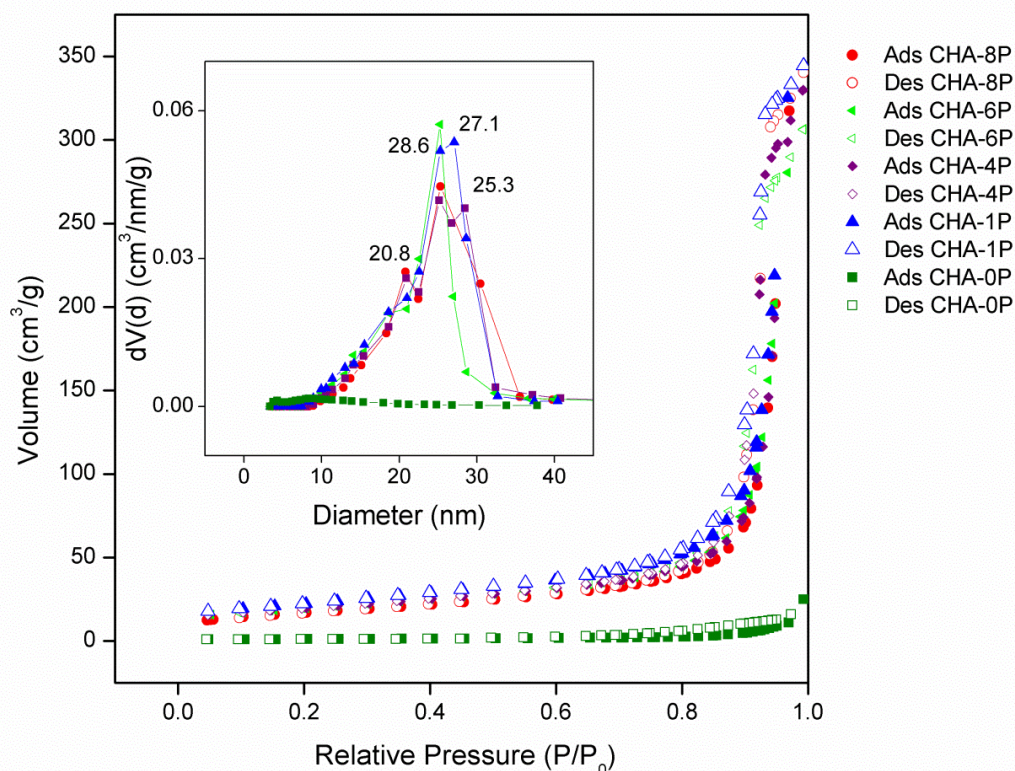 350
300
250
200
150
100
50
0
Volume (cm³/g)
0.0
0.2
0.4
0.6
0.8
1.0
Relative Pressure (P/P₀)
0.06
0.03
0.00
dV(d) (cm³/nm/g)
0
10
20
30
40
Diameter (nm)
27.1
28.6
25.3
20.8
Ads CHA-8P
Des CHA-8P
Ads CHA-6P
Des CHA-6P
Ads CHA-4P
Des CHA-4P
Ads CHA-1P
Des CHA-1P
Ads CHA-0P
Des CHA-0P